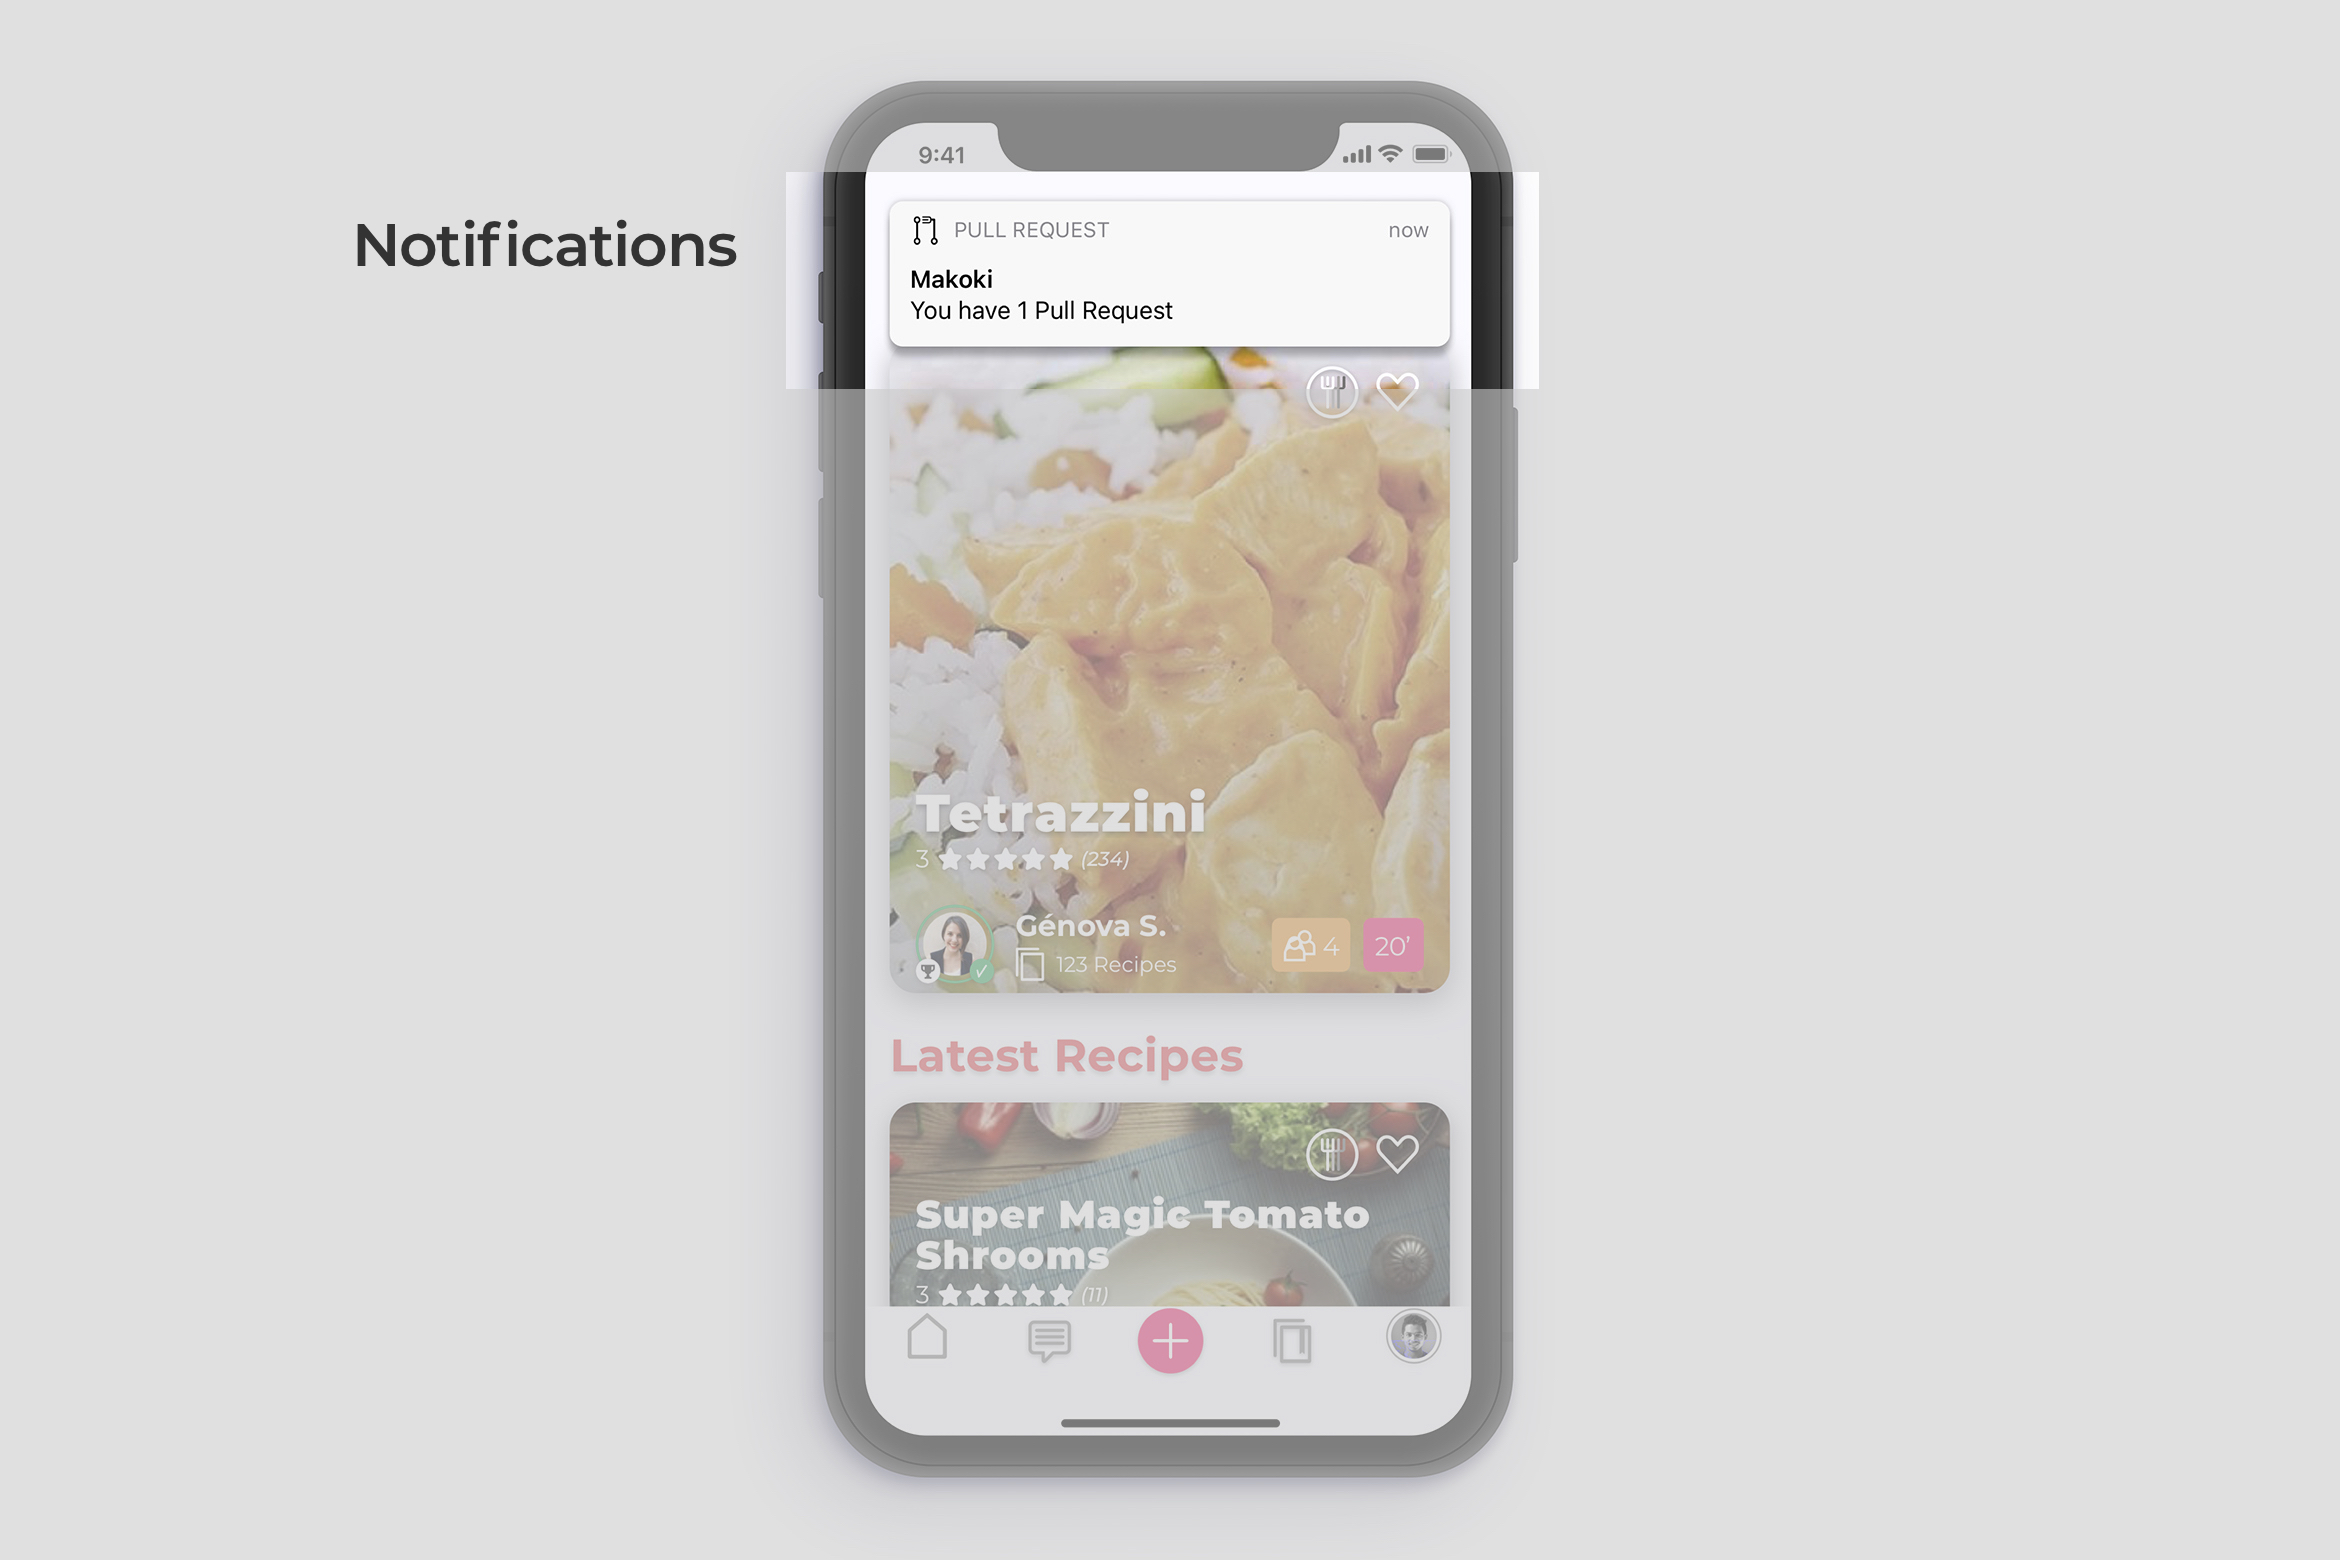 9:41
Notifications
PULL REQUEST now
Makoki
You have 1 Pull Request
Tetrazzini
3 (234)
Génova S.
123 Recipes
4 20’
Latest Recipes
Super Magic Tomato
Shrooms
3 (11)